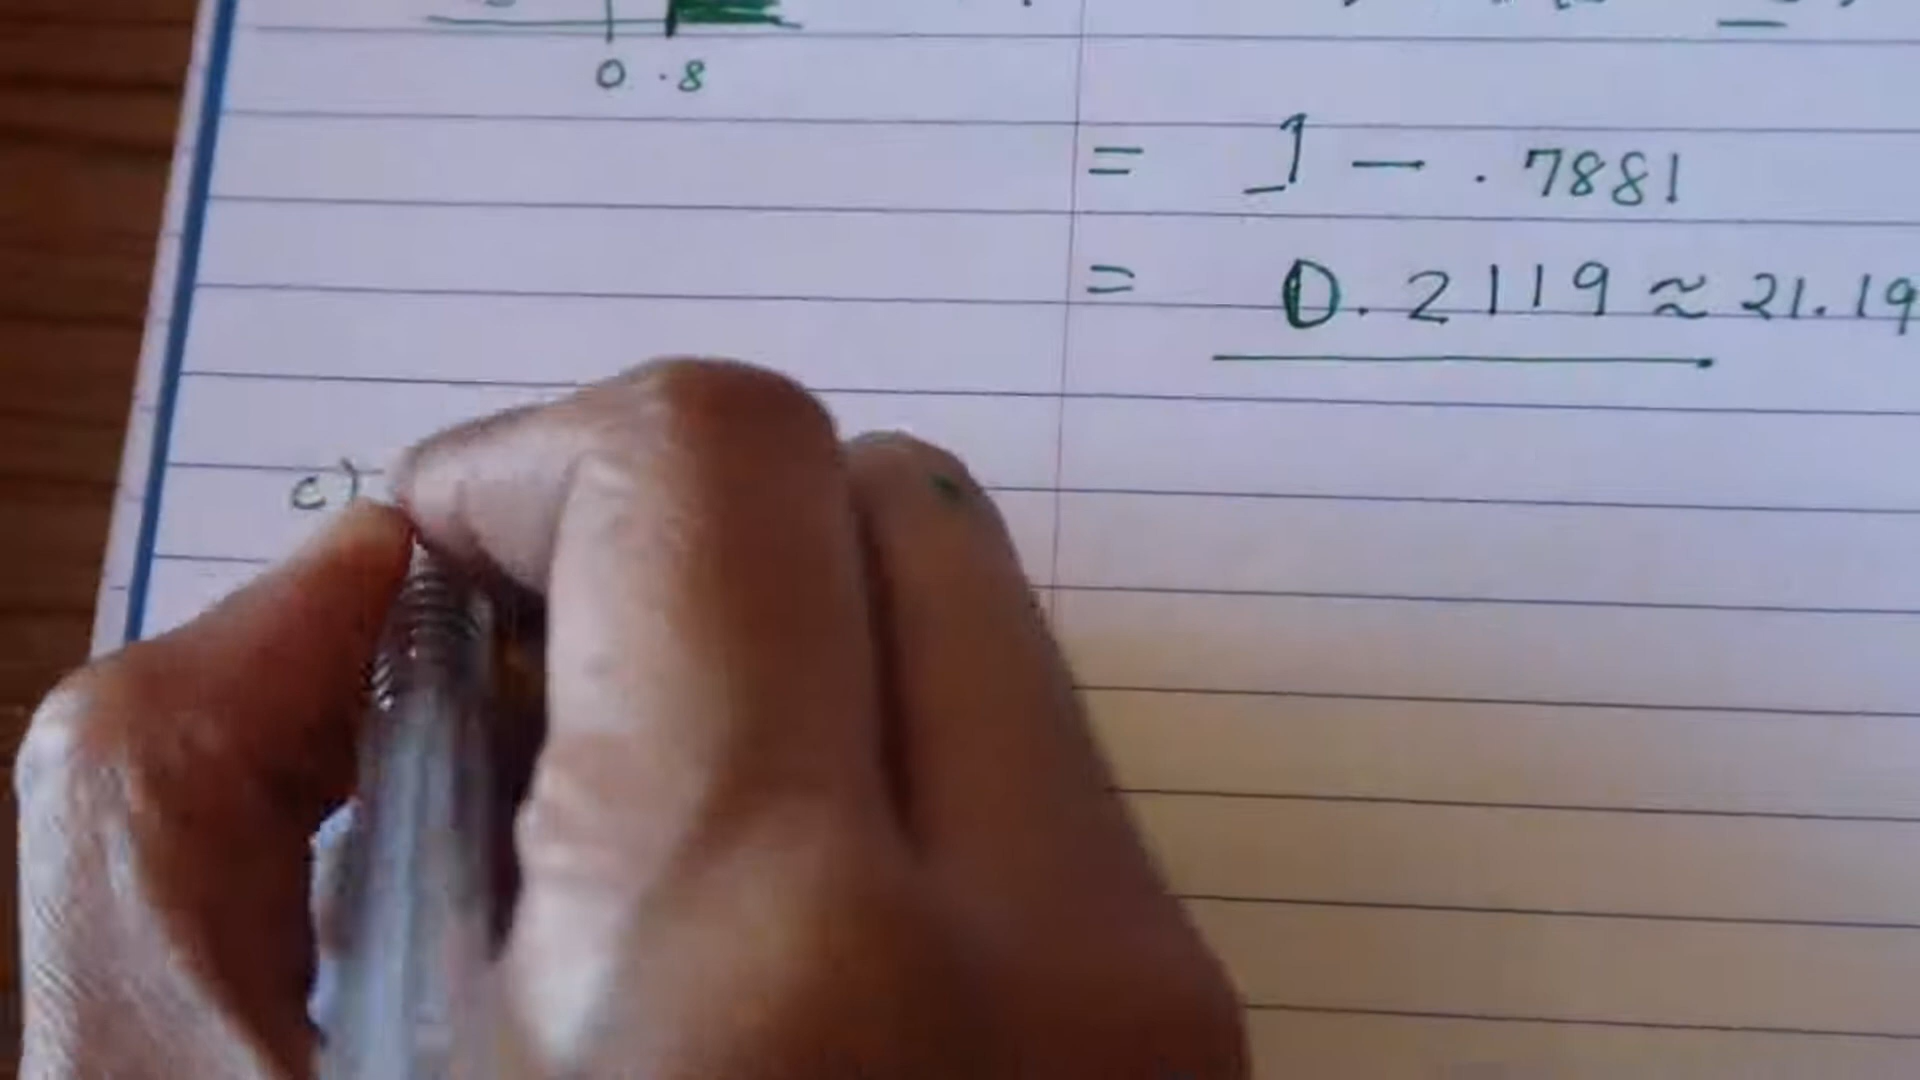 0 .8
= 1 – .7881
= 0.2119 ≈ 21.19
c)